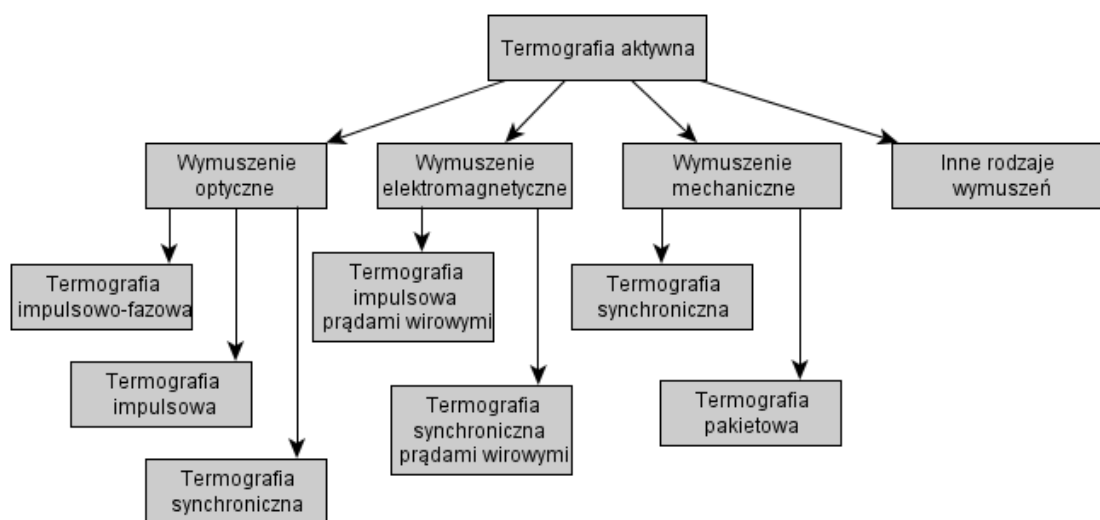 Termografia aktywna
Wymuszenie
optyczne
Wymuszenie
elektromagnetyczne
Wymuszenie
mechaniczne
Inne rodzaje
wymuszeń
Termografia
impulsowo-fazowa
Termografia
impulsowa
Termografia
synchroniczna
Termografia
impulsowa
prądami wirowymi
Termografia
synchroniczna
prądami wirowymi
Termografia
synchroniczna
Termografia
pakietowa